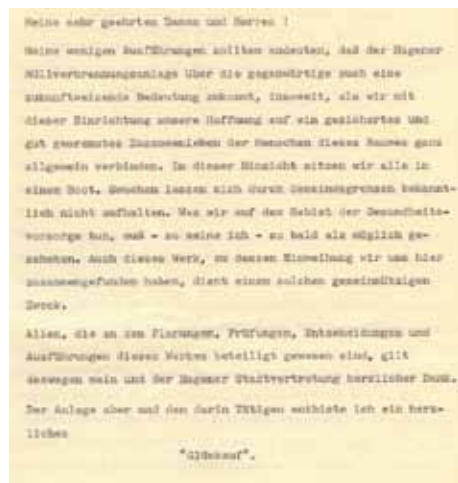 Meine sehr geehrten Damen und Herren !
Meine wenigen Ausführungen sollten andeuten, daß der Hagener
Müllverbrennungsanlage über die gegenwärtige auch eine
zukunftweisende Bedeutung zukommt, insoweit, als wir mit
dieser Einrichtung unsere Hoffnung auf ein gesichertes und
gut geordnetes Zusammenleben der Menschen dieses Raumes ganz
allgemein verbinden. In dieser Hinsicht sitzen wir alle in
einem Boot. lassen sich durch Gemeindegrenzen bekannt-
lich nicht aufhalten. Was wir auf dem Gebiet der Gesundheits-
vorsorge tun, muß - so meine ich - so bald als möglich ge-
schehen. Auch dieses Werk, zu dessen Einweihung wir uns hier
zusammengefunden haben, dient einem solchen gemeinnützigen
Zweck.
Allen, die an den Planungen, Prüfungen, Entscheidungen und
Ausführungen dieses Werkes beteiligt gewesen sind, gilt
deswegen mein und der Hagener Stadtvertretung herzlicher Dank.
Der Anlage aber und den darin Tätigen entbiete ich ein herz-
liches
"Glückauf".